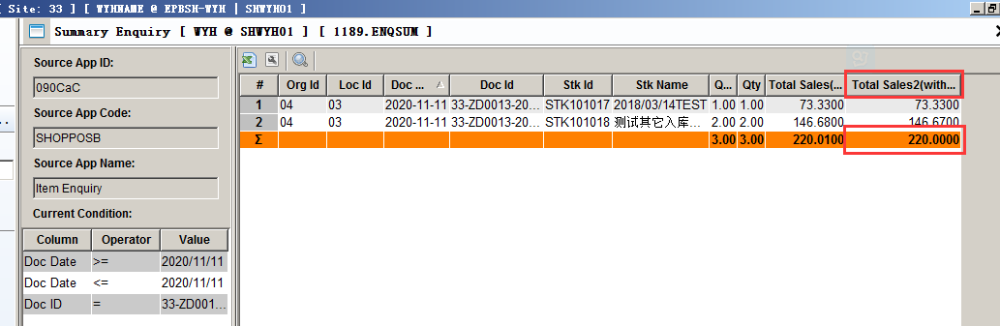 [ Site: 33 ] [ WYHNAME @ EPBSH-WYH | SHWYH01 ]
Summary Enquiry [ WYH @ SHWYH01 ] [ 1189.ENQSUM ]
Source App ID:
090CaC
Source App Code:
SHOPPOSB
Source App Name:
Item Enquiry
Current Condition:
Column Operator Value
Doc Date >= 2020/11/11
Doc Date <= 2020/11/11
Doc ID = 33-ZD001...
# Org Id Loc Id Doc ... Doc Id Stk Id Stk Name Q... Qty Total Sales(... Total Sales2(with...
1 04 03 2020-11-11 33-ZD0013-20... STK101017 2018/03/14TEST 1.00 1.00 73.3300 73.3300
2 04 03 2020-11-11 33-ZD0013-20... STK101018 测试其它入库... 2.00 2.00 146.6800 146.6700
Σ 3.00 3.00 220.0100 220.0000